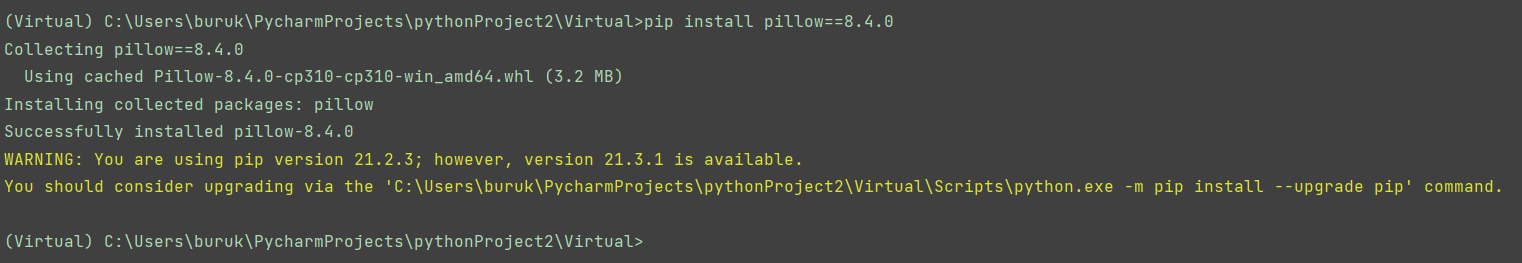 (Virtual) C:\Users\buruk\PycharmProjects\pythonProject2\Virtual>pip install pillow==8.4.0
Collecting pillow==8.4.0
  Using cached Pillow-8.4.0-cp310-cp310-win_amd64.whl (3.2 MB)
Installing collected packages: pillow
Successfully installed pillow-8.4.0
WARNING: You are using pip version 21.2.3; however, version 21.3.1 is available.
You should consider upgrading via the 'C:\Users\buruk\PycharmProjects\pythonProject2\Virtual\Scripts\python.exe -m pip install --upgrade pip' command.
(Virtual) C:\Users\buruk\PycharmProjects\pythonProject2\Virtual>